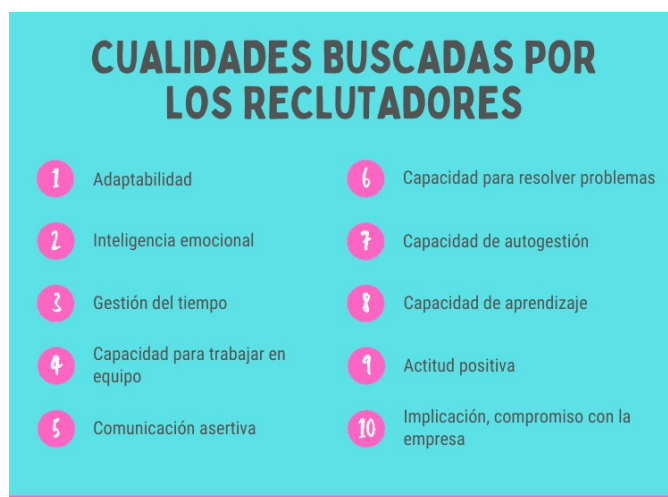 CUALIDADES BUSCADAS POR
LOS RECLUTADORES
1 Adaptabilidad
2 Inteligencia emocional
3 Gestión del tiempo
4 Capacidad para trabajar en
equipo
5 Comunicación asertiva
6 Capacidad para resolver problemas
7 Capacidad de autogestión
8 Capacidad de aprendizaje
9 Actitud positiva
10 Implicación, compromiso con la
empresa